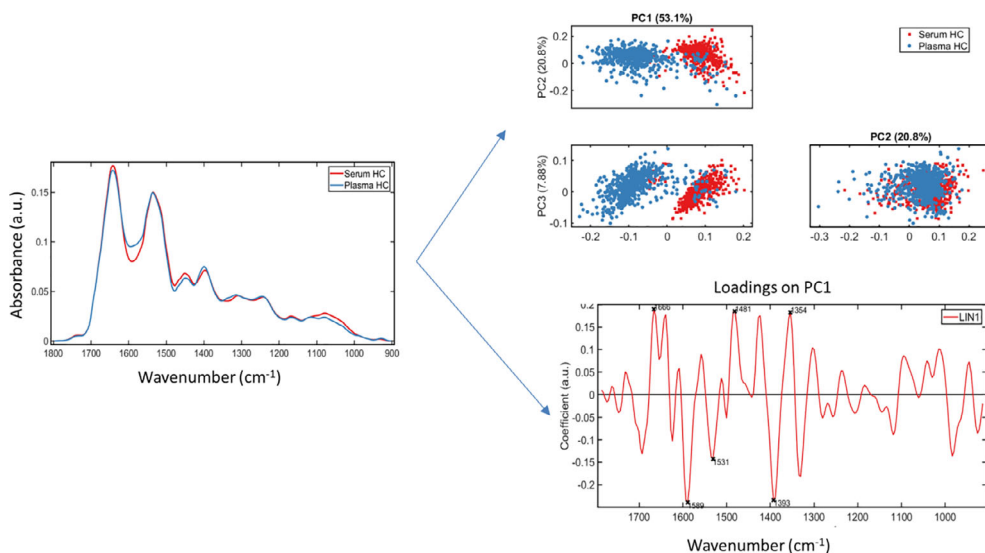 PC1 (53.1%)
PC2 (20.8%)
0.2
0
-0.2
Serum HC
Plasma HC
PC2 (20.8%)
PC3 (7.88%)
0.1
0
-0.1
-0.2 -0.1 0 0.1 0.2
-0.3 -0.2 -0.1 0 0.1 0.2
Absorbance (a.u.)
0.15
0.1
0.05
0
Serum HC
Plasma HC
1800 1700 1600 1500 1400 1300 1200 1100 1000 900
Wavenumber (cm⁻¹)
Loadings on PC1
Coefficient (a.u.)
0.2
0.15
0.1
0.05
0
-0.05
-0.1
-0.15
-0.2
1666
1481
1354
LIN1
1531
1589
1393
1700 1600 1500 1400 1300 1200 1100 1000
Wavenumber (cm⁻¹)